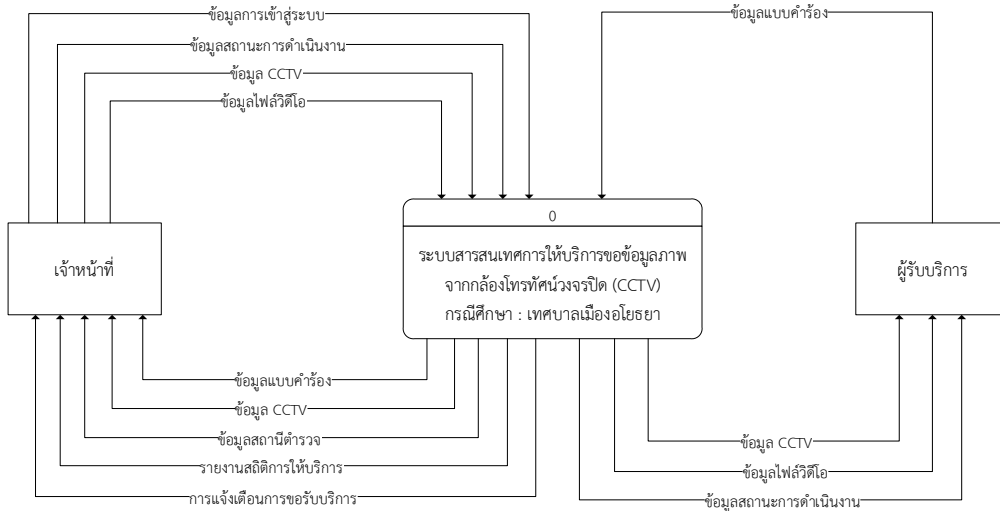 ข้อมูลการเข้าสู่ระบบ
ข้อมูลสถานะการดำเนินงาน
ข้อมูล CCTV
ข้อมูลไฟล์วิดีโอ
ข้อมูลแบบคำร้อง
เจ้าหน้าที่
0
ระบบสารสนเทศการให้บริการขอข้อมูลภาพ
จากกล้องโทรทัศน์วงจรปิด (CCTV)
กรณีศึกษา : เทศบาลเมืองอโยธยา
ผู้รับบริการ
ข้อมูลแบบคำร้อง
ข้อมูล CCTV
ข้อมูลสถานีตำรวจ
รายงานสถิติการให้บริการ
การแจ้งเตือนการขอรับบริการ
ข้อมูล CCTV
ข้อมูลไฟล์วิดีโอ
ข้อมูลสถานะการดำเนินงาน